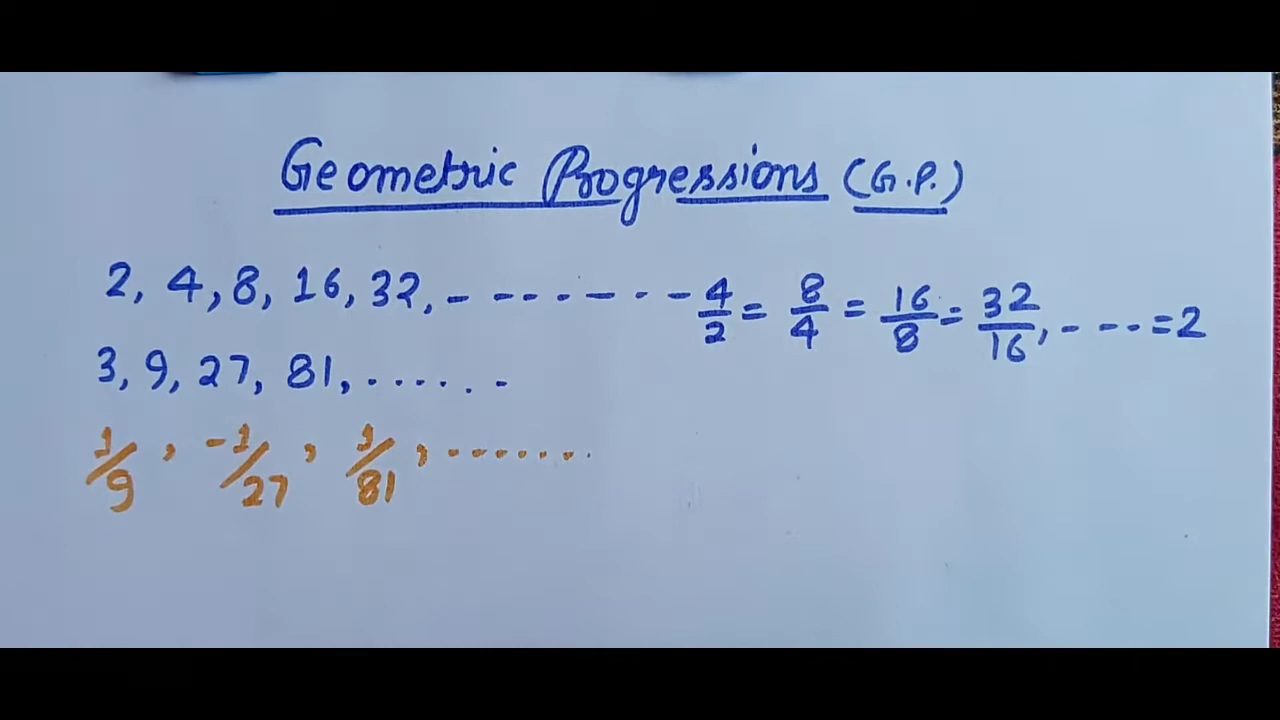 Geometric Progressions (G.P.)
2, 4, 8, 16, 32, - - - - - - - 4/2 = 8/4 = 16/8 = 32/16, - - - = 2
3, 9, 27, 81, . . . . . . .
1/9 , -1/27 , 1/81 , . . . . . . . .